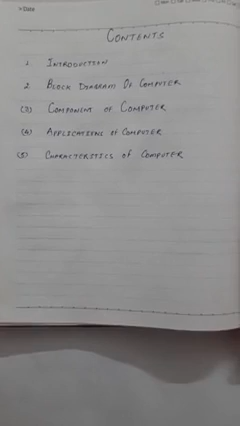 Date
CONTENTS
1 INTRODUCTION
2 BLOCK DIAGRAM OF COMPUTER
(3) COMPONENT OF COMPUTER
(4) APPLICATIONS OF COMPUTER
(5) CHARACTERISTICS OF COMPUTER